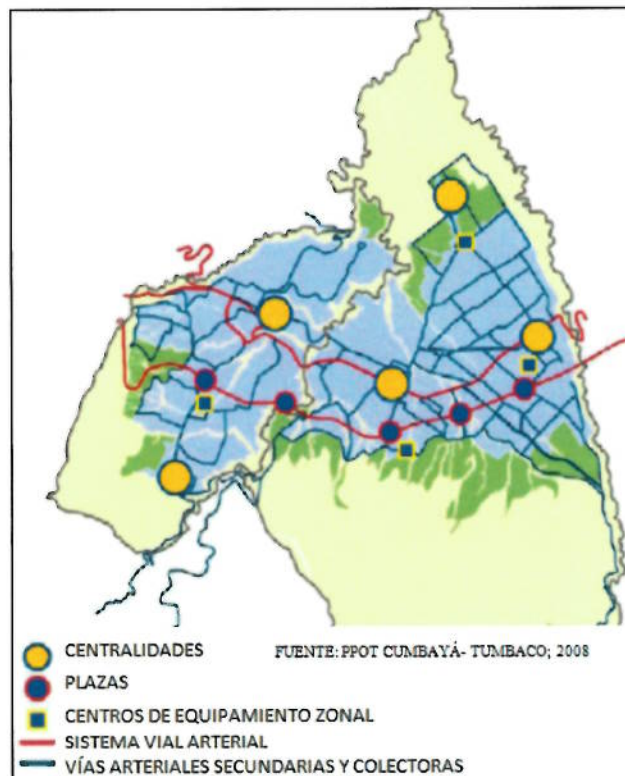 CENTRALIDADES
FUENTE: PPOT CUMBAYÁ- TUMBACO; 2008
PLAZAS
CENTROS DE EQUIPAMIENTO ZONAL
SISTEMA VIAL ARTERIAL
VÍAS ARTERIALES SECUNDARIAS Y COLECTORAS